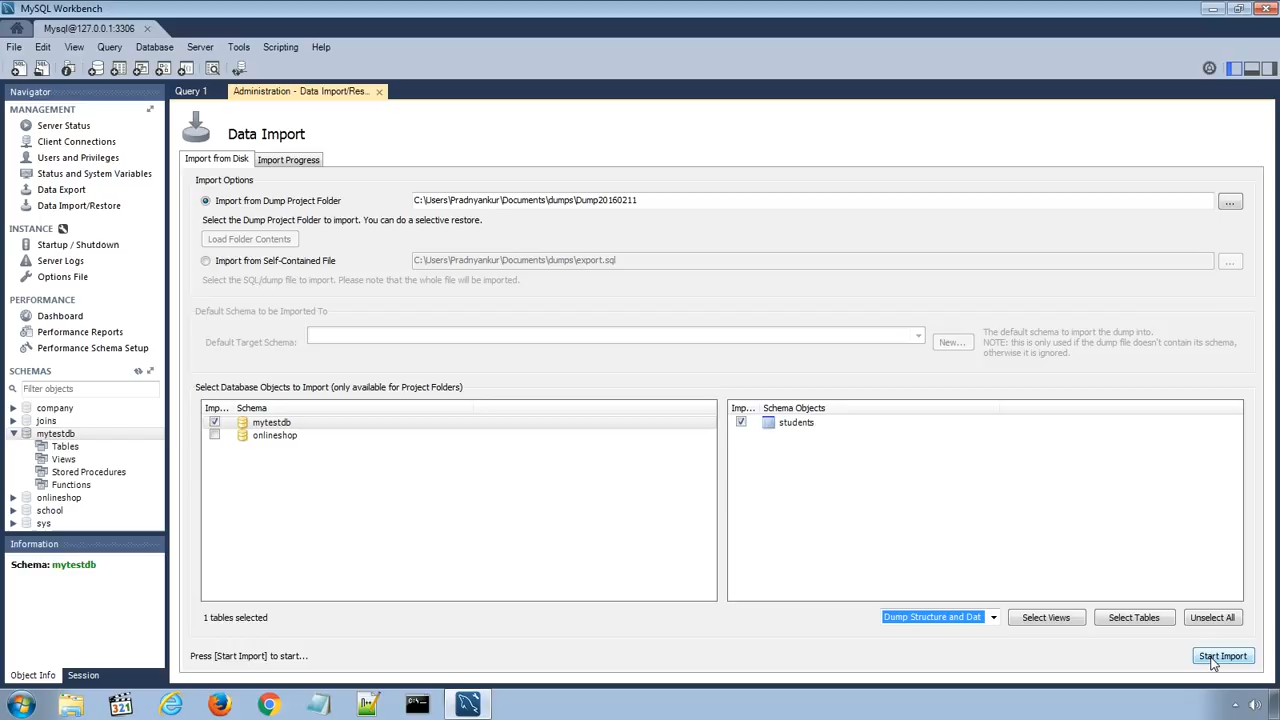 MySQL Workbench
Mysql@127.0.0.1:3306
File Edit View Query Database Server Tools Scripting Help
Navigator
MANAGEMENT
Server Status
Client Connections
Users and Privileges
Status and System Variables
Data Export
Data Import/Restore
INSTANCE
Startup / Shutdown
Server Logs
Options File
PERFORMANCE
Dashboard
Performance Reports
Performance Schema Setup
SCHEMAS
Filter objects
company
joins
mytestdb
Tables
Views
Stored Procedures
Functions
onlineshop
school
sys
Information
Schema: mytestdb
Object Info Session
Query 1 Administration - Data Import/Res...
Data Import
Import from Disk Import Progress
Import Options
Import from Dump Project Folder C:\Users\Pradnyankur\Documents\dumps\Dump20160211 ...
Select the Dump Project Folder to import. You can do a selective restore.
Load Folder Contents
Import from Self-Contained File C:\Users\Pradnyankur\Documents\dumps\export.sql ...
Select the SQL/dump file to import. Please note that the whole file will be imported.
Default Schema to be Imported To
Default Target Schema: New...
The default schema to import the dump into.
NOTE: this is only used if the dump file doesn't contain its schema,
otherwise it is ignored.
Select Database Objects to Import (only available for Project Folders)
Imp... Schema
mytestdb
onlineshop
Imp... Schema Objects
students
1 tables selected
Dump Structure and Dat Select Views Select Tables Unselect All
Press [Start Import] to start...
Start Import
321